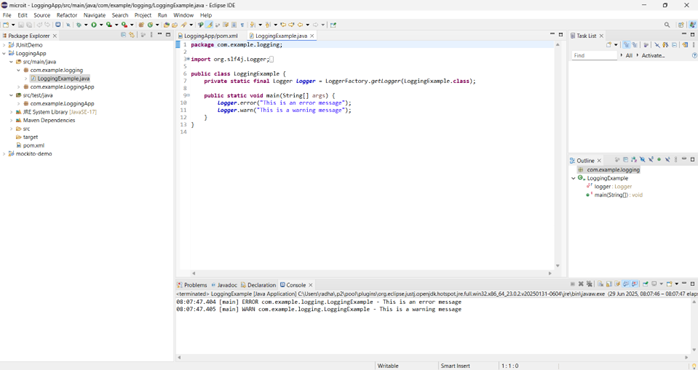 microit - LoggingApp/src/main/java/com/example/logging/LoggingExample.java - Eclipse IDE
File Edit Source Refactor Navigate Search Project Run Window Help
Package Explorer
JUnitDemo
LoggingApp
src/main/java
com.example.logging
LoggingExample.java
com.example.LoggingApp
src/test/java
com.example.LoggingApp
JRE System Library [JavaSE-17]
Maven Dependencies
src
target
pom.xml
mockito-demo
LoggingApp/pom.xml
LoggingExample.java
1 package com.example.logging;
2
3 import org.slf4j.Logger;
5
6 public class LoggingExample {
7 private static final Logger logger = LoggerFactory.getLogger(LoggingExample.class);
8
9 public static void main(String[] args) {
10 logger.error("This is an error message");
11 logger.warn("This is a warning message");
12 }
13 }
14
Task List
Find
All
Activate...
Outline
com.example.logging
LoggingExample
logger : Logger
main(String[]) : void
Problems Javadoc Declaration Console
<terminated> LoggingExample [Java Application] C:\Users\radha\.p2\pool\plugins\org.eclipse.justj.openjdk.hotspot.jre.full.win32.x86_64_23.0.2.v20250131-0604\jre\bin\javaw.exe (29 Jun 2025, 08:07:46 – 08:07:47 elaps
08:07:47.404 [main] ERROR com.example.logging.LoggingExample - This is an error message
08:07:47.405 [main] WARN com.example.logging.LoggingExample - This is a warning message
Writable
Smart Insert
1 : 1 : 0